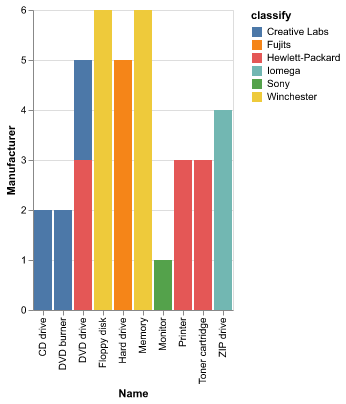 classify
Creative Labs
Fujits
Hewlett-Packard
Iomega
Sony
Winchester
6
5
4
3
2
1
0
Manufacturer
CD drive
DVD burner
DVD drive
Floppy disk
Hard drive
Memory
Monitor
Printer
Toner cartridge
ZIP drive
Name